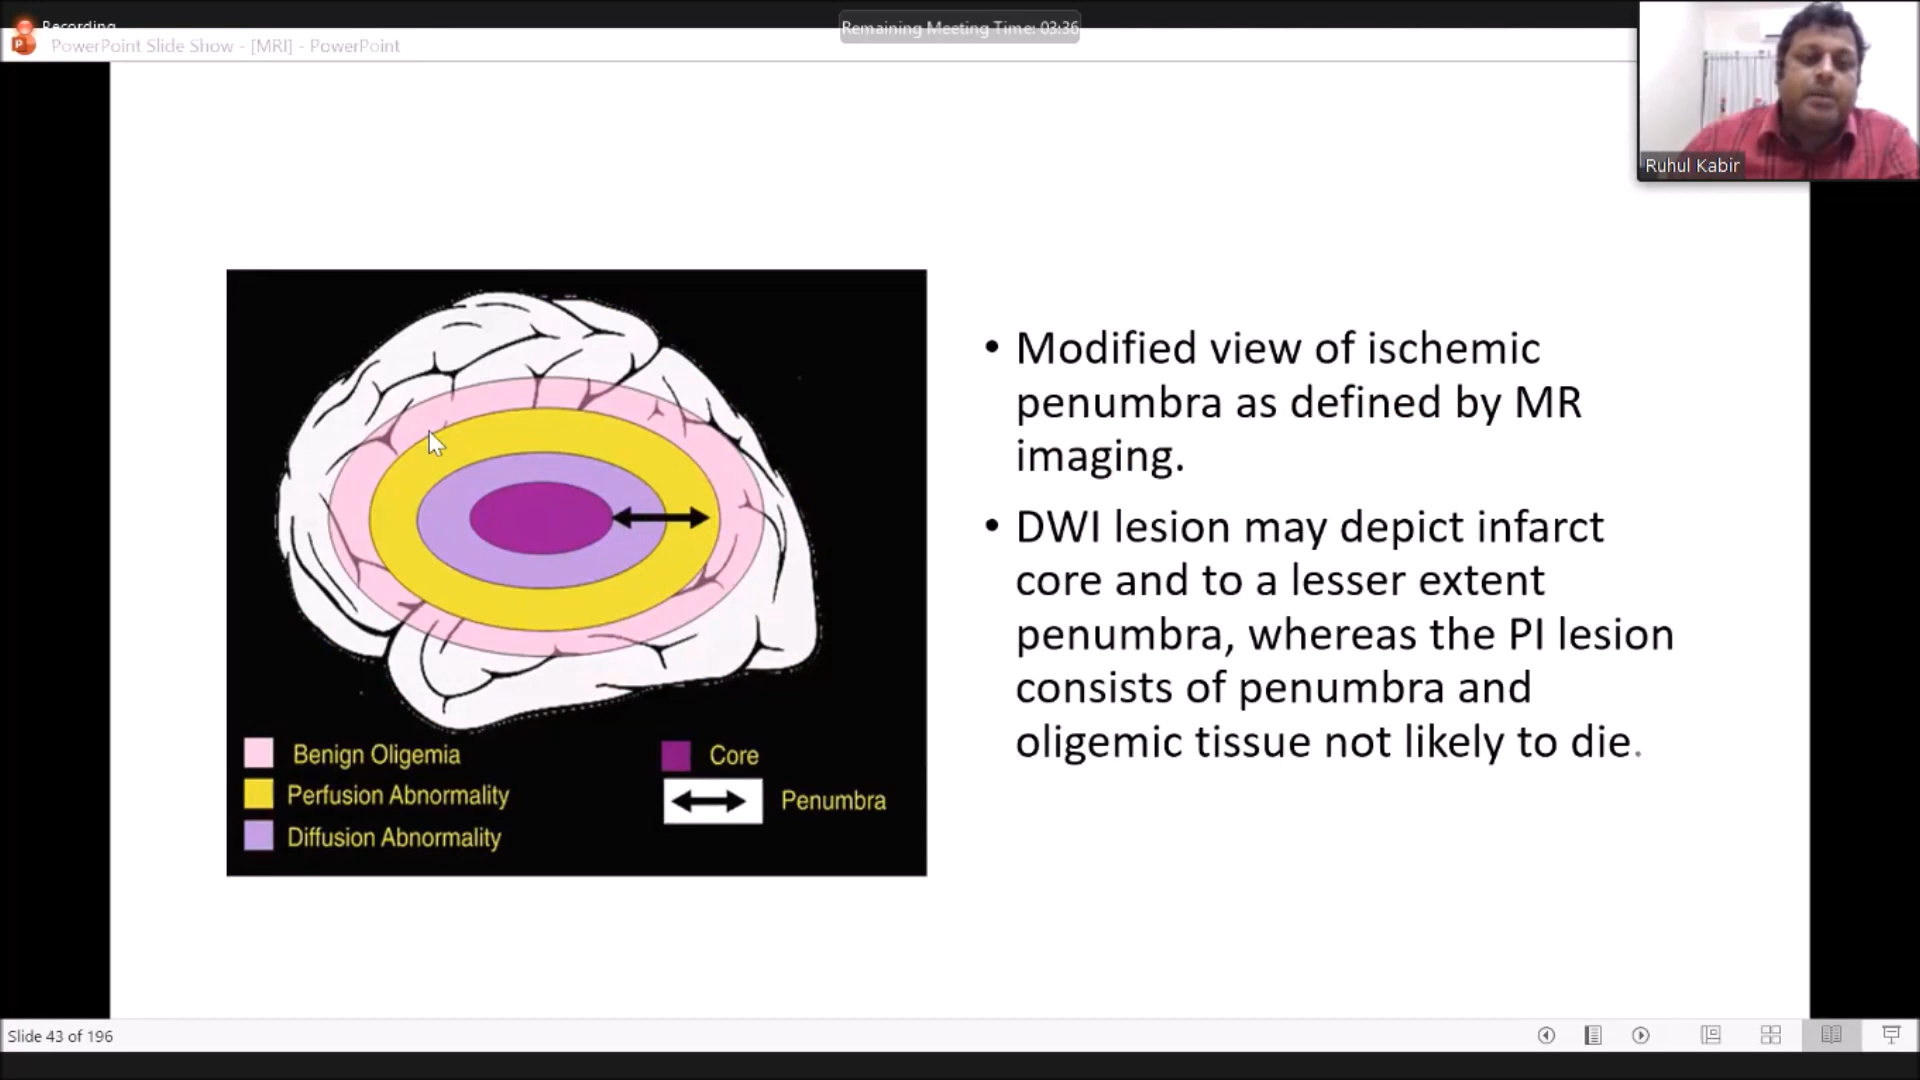 Recording
Remaining Meeting Time: 03:36
PowerPoint Slide Show - [MRI] - PowerPoint
Ruhul Kabir
• Modified view of ischemic
penumbra as defined by MR
imaging.
• DWI lesion may depict infarct
core and to a lesser extent
penumbra, whereas the PI lesion
consists of penumbra and
oligemic tissue not likely to die.
Benign Oligemia
Perfusion Abnormality
Diffusion Abnormality
Core
Penumbra
Slide 43 of 196